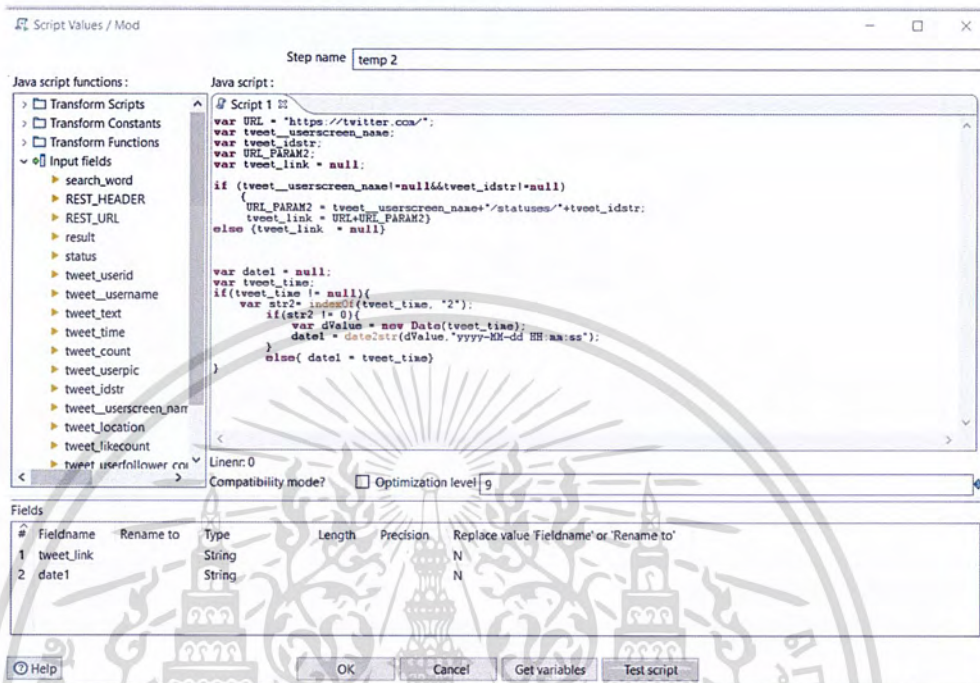 Script Values / Mod
Step name temp 2
Java script functions :
Java script :
Transform Scripts
Transform Constants
Transform Functions
Input fields
search_word
REST_HEADER
REST_URL
result
status
tweet_userid
tweet__username
tweet_text
tweet_time
tweet_count
tweet_userpic
tweet_idstr
tweet__userscreen_nam
tweet_location
tweet_likecount
tweet_userfollower_cou
Script 1
var URL = "https://twitter.com/";
var tweet__userscreen_name;
var tweet_idstr;
var URL_PARAM2;
var tweet_link = null;
if (tweet__userscreen_name!=null&&tweet_idstr!=null)
{
URL_PARAM2 = tweet__userscreen_name+"/statuses/"+tweet_idstr;
tweet_link = URL+URL_PARAM2}
else {tweet_link = null}
var date1 = null;
var tweet_time;
if(tweet_time != null){
var str2= indexOf(tweet_time, "2");
if(str2 != 0){
var dValue = new Date(tweet_time);
date1 = date2str(dValue,"yyyy-MM-dd HH:mm:ss");
}
else{ date1 = tweet_time}
}
Linenr: 0
Compatibility mode? Optimization level 9
Fields
# Fieldname Rename to Type Length Precision Replace value 'Fieldname' or 'Rename to'
1 tweet_link String N
2 date1 String N
Help OK Cancel Get variables Test script